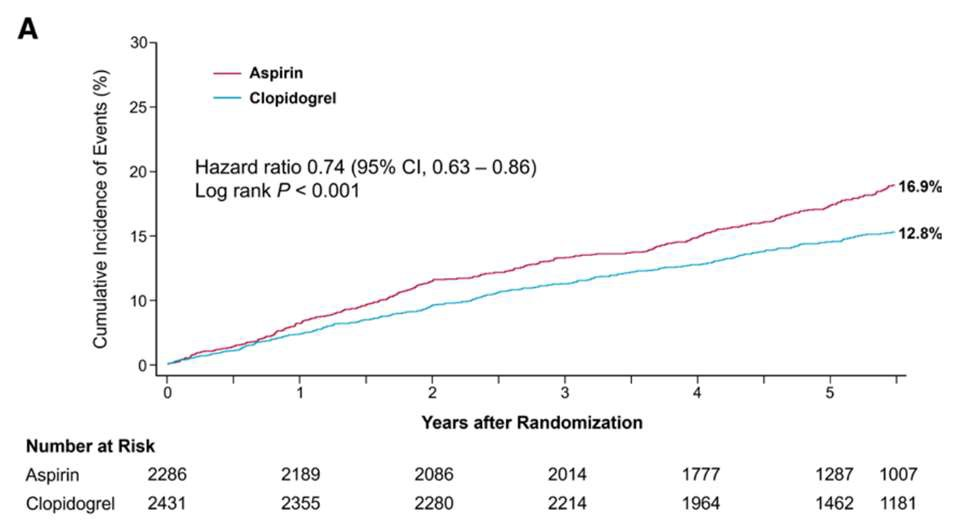 A
Cumulative Incidence of Events (%)
30
25
20
15
10
0
Aspirin
Clopidogrel
Hazard ratio 0.74 (95% CI, 0.63 – 0.86)
Log rank P < 0.001
16.9%
12.8%
0 1 2 3 4 5
Years after Randomization
Number at Risk
Aspirin 2286 2189 2086 2014 1777 1287 1007
Clopidogrel 2431 2355 2280 2214 1964 1462 1181